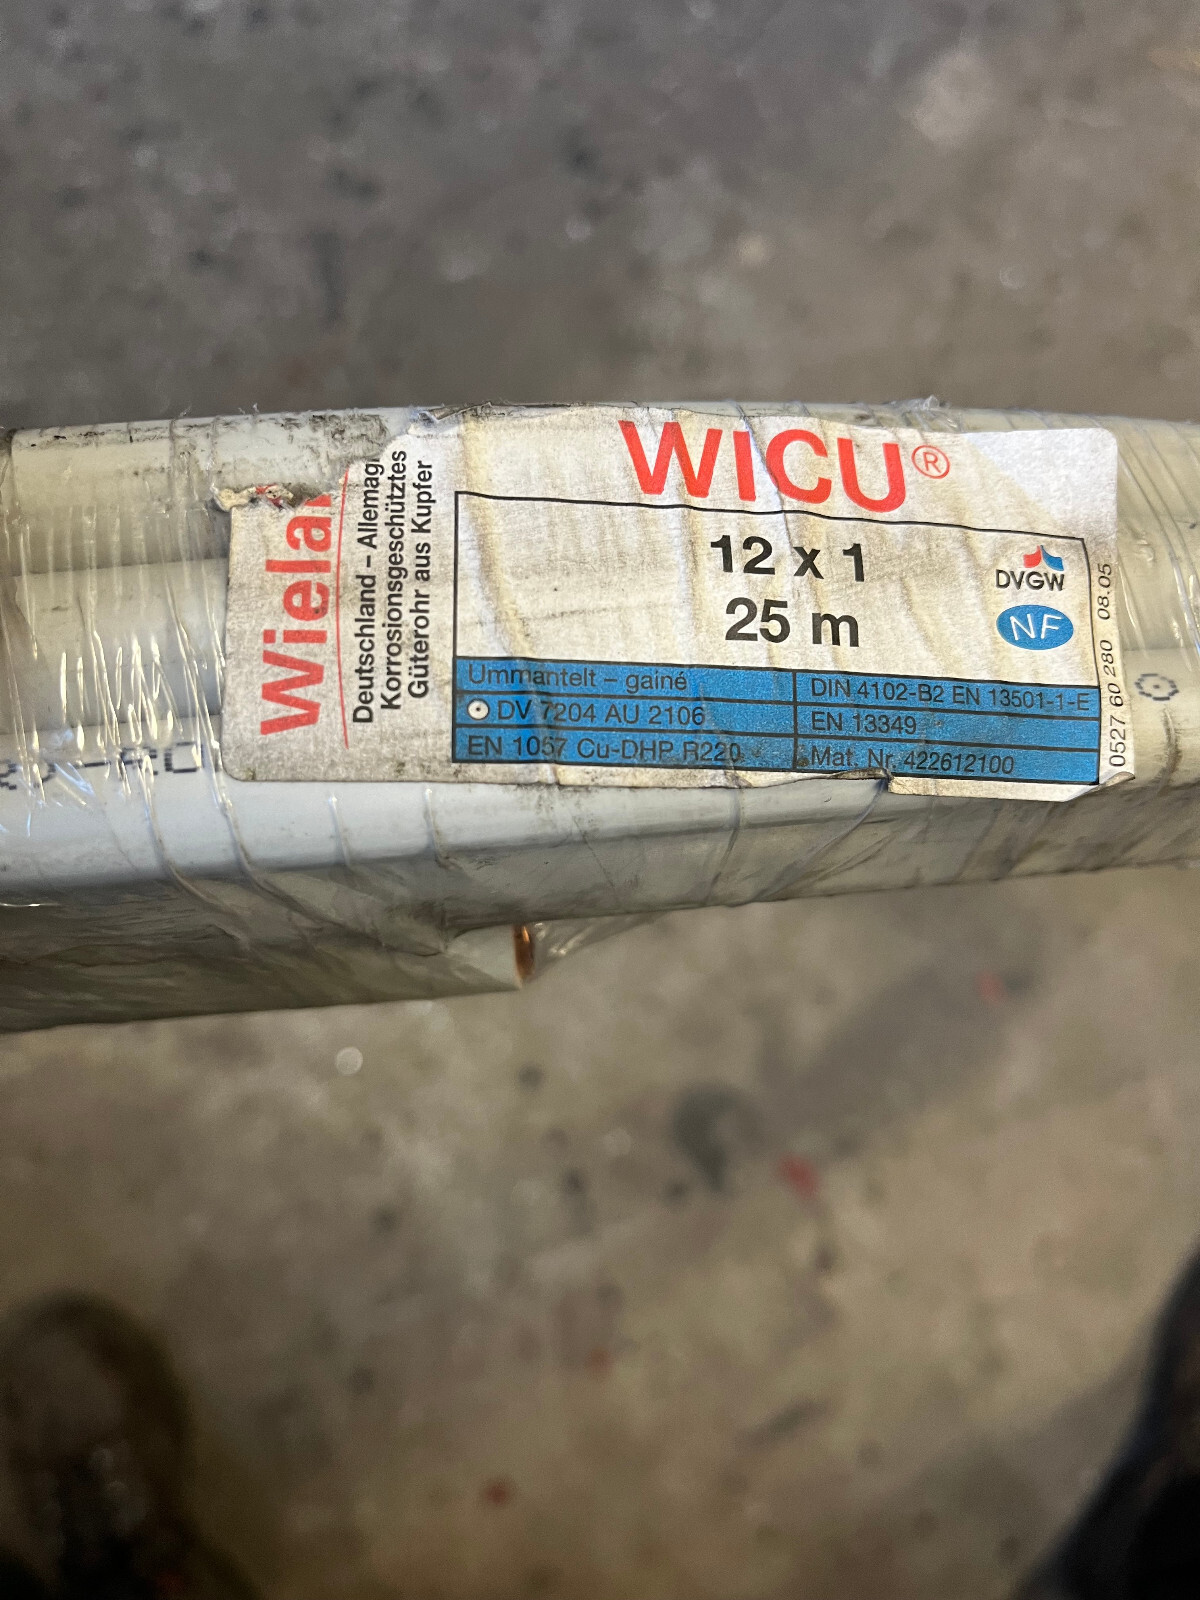 WICU®
12 x 1
25 m
DVGW
NF
Ummantelt – gainé
DV 7204 AU 2106
EN 1057 Cu-DHP R220
DIN 4102-B2 EN 13501-1-E
EN 13349
Mat. Nr. 422612100
Wiela
Deutschland – Allemag
Korrosionsgeschütztes
Güterohr aus Kupfer
0527 60 280 08.05